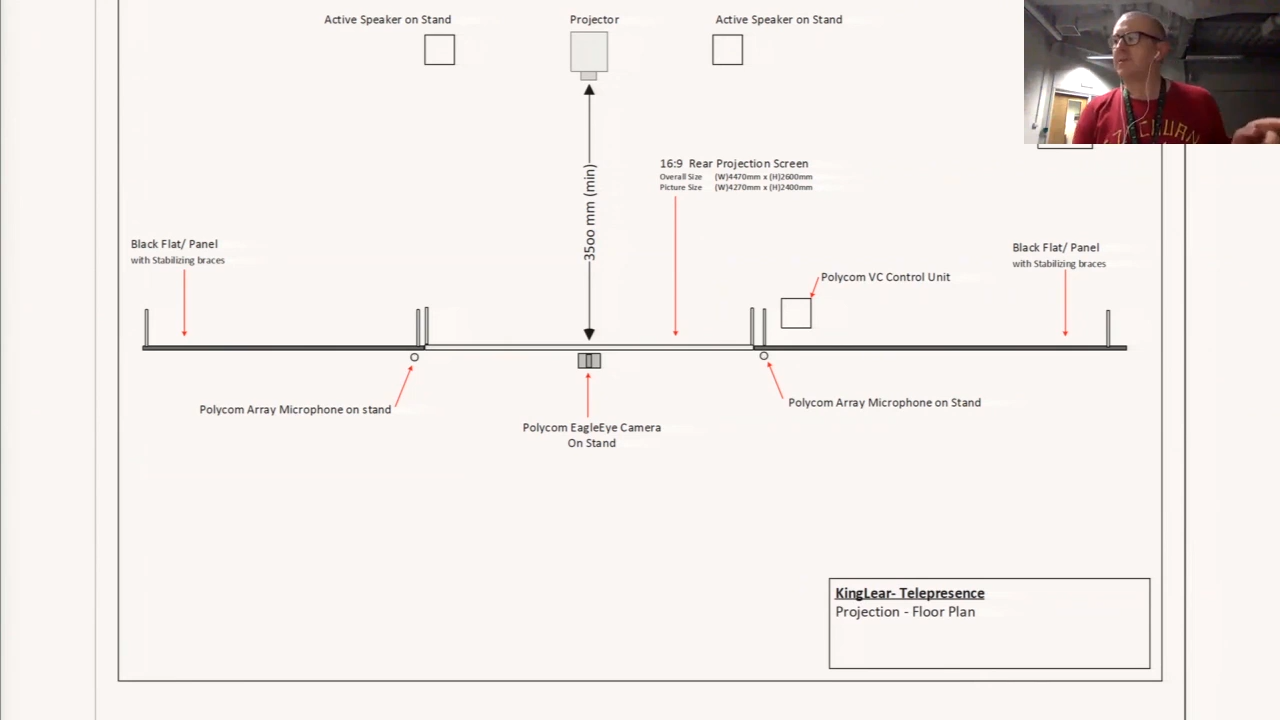 Active Speaker on Stand
Projector
Active Speaker on Stand
35oo mm (min)
16:9 Rear Projection Screen
Overall Size (W)4470mm x (H)2600mm
Picture Size (W)4270mm x (H)2400mm
Black Flat/ Panel
with Stabilizing braces
Black Flat/ Panel
with Stabilizing braces
Polycom VC Control Unit
Polycom Array Microphone on stand
Polycom Array Microphone on Stand
Polycom EagleEye Camera
On Stand
KingLear- Telepresence
Projection - Floor Plan